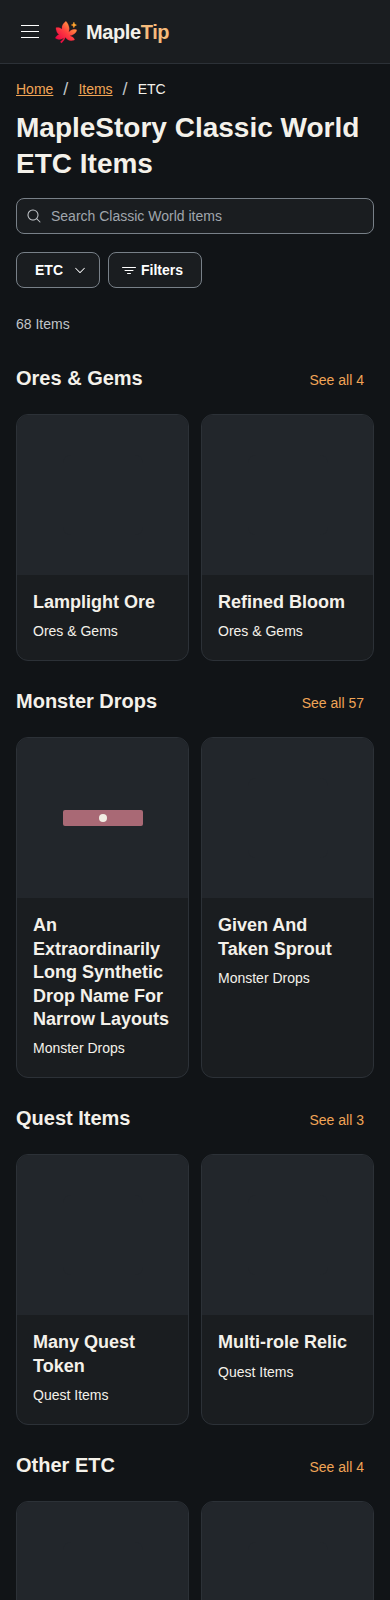 MapleTip
Home / Items / ETC
MapleStory Classic World
ETC Items
Search Classic World items
ETC Filters
68 Items
Ores & Gems See all 4
Lamplight Ore
Ores & Gems
Refined Bloom
Ores & Gems
Monster Drops See all 57
An
Extraordinarily
Long Synthetic
Drop Name For
Narrow Layouts
Monster Drops
Given And
Taken Sprout
Monster Drops
Quest Items See all 3
Many Quest
Token
Quest Items
Multi-role Relic
Quest Items
Other ETC See all 4